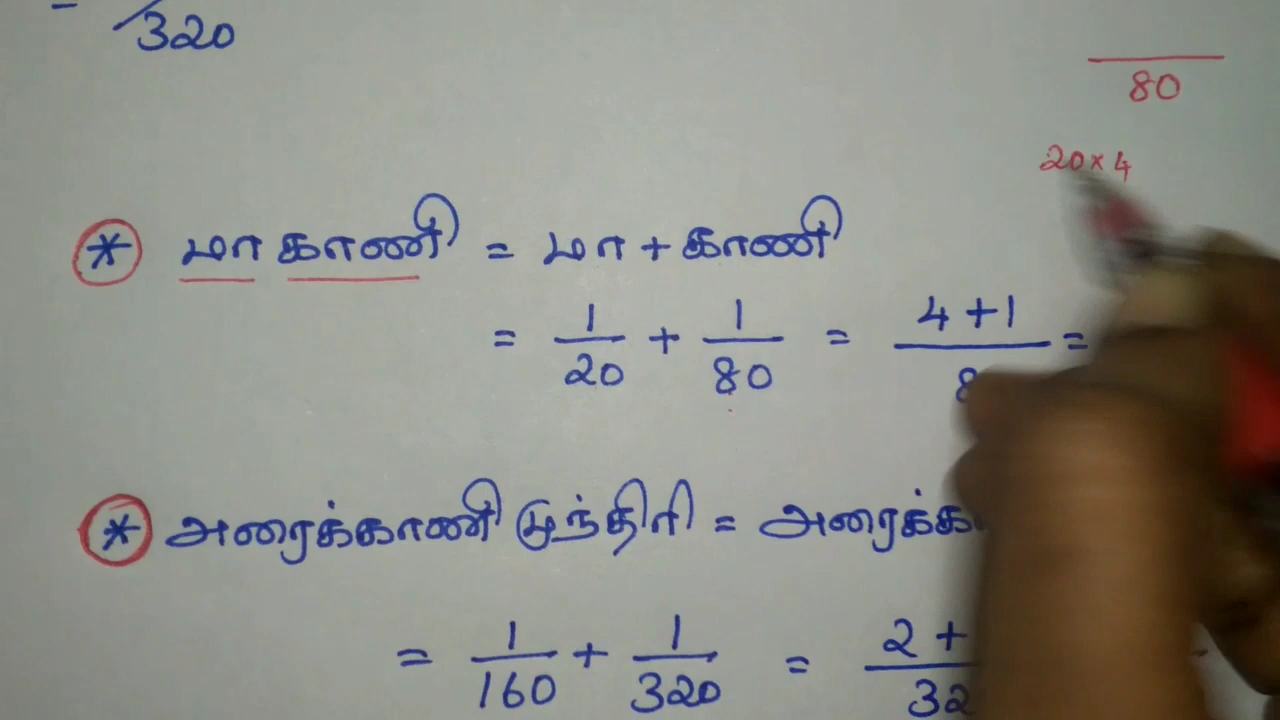 - /320
80
20×4
* மா காணி = மா + காணி
= 1/20 + 1/80 = 4+1/8 =
* அரைக்காணி முந்திரி = அரைக்கா
= 1/160 + 1/320 = 2+/32